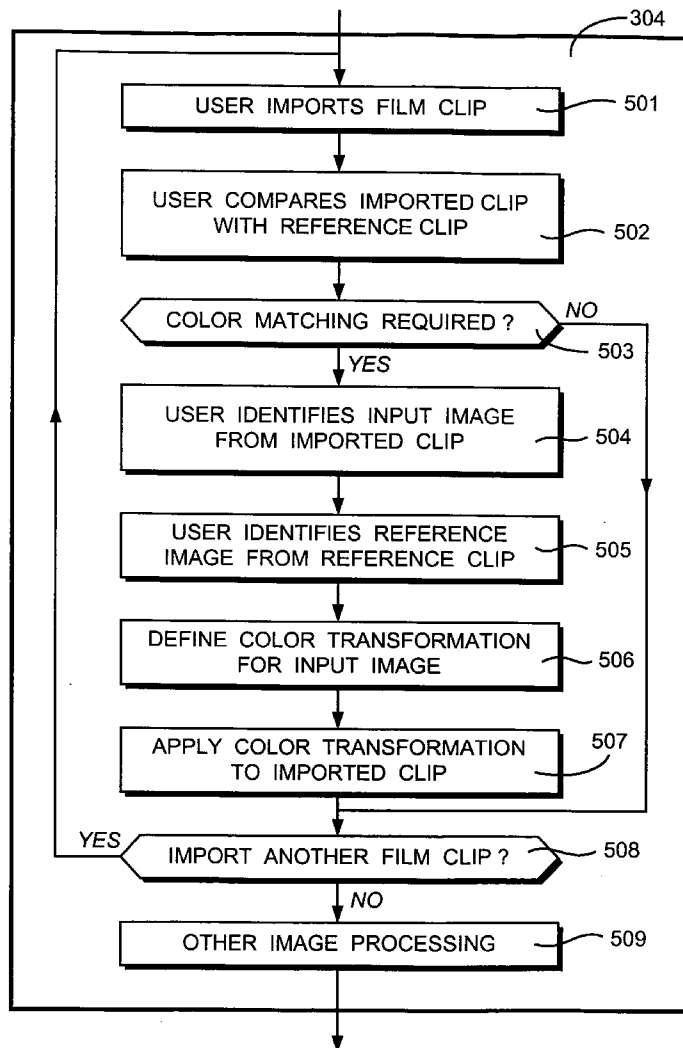 304
USER IMPORTS FILM CLIP
501
USER COMPARES IMPORTED CLIP
WITH REFERENCE CLIP
502
COLOR MATCHING REQUIRED ?
NO
503
YES
USER IDENTIFIES INPUT IMAGE
FROM IMPORTED CLIP
504
USER IDENTIFIES REFERENCE
IMAGE FROM REFERENCE CLIP
505
DEFINE COLOR TRANSFORMATION
FOR INPUT IMAGE
506
APPLY COLOR TRANSFORMATION
TO IMPORTED CLIP
507
YES
IMPORT ANOTHER FILM CLIP ?
508
NO
OTHER IMAGE PROCESSING
509